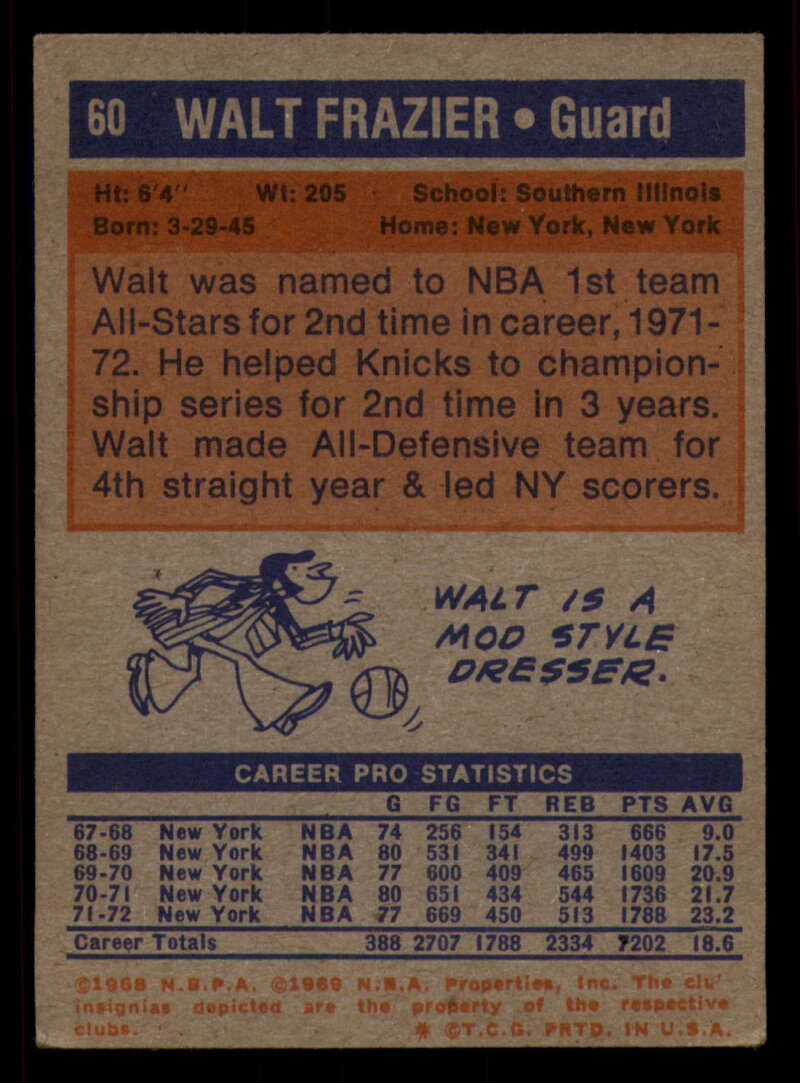 60 WALT FRAZIER • Guard
Ht: 6'4" Wt: 205 School: Southern Illinois
Born: 3-29-45 Home: New York, New York
Walt was named to NBA 1st team
All-Stars for 2nd time in career, 1971-
72. He helped Knicks to champion-
ship series for 2nd time in 3 years.
Walt made All-Defensive team for
4th straight year & led NY scorers.
WALT IS A
MOD STYLE
DRESSER.
CAREER PRO STATISTICS
G FG FT REB PTS AVG
67-68 New York NBA 74 256 154 313 666 9.0
68-69 New York NBA 80 531 341 499 1403 17.5
69-70 New York NBA 77 600 409 465 1609 20.9
70-71 New York NBA 80 651 434 544 1736 21.7
71-72 New York NBA 77 669 450 513 1788 23.2
Career Totals 388 2707 1788 2334 7202 18.6
©1968 N.B.P.A. ©1969 N.B.A. Properties, Inc. The clu'
insignias depicted are the property of the respective
clubs. * ©T.C.G. PRTD. IN U.S.A.